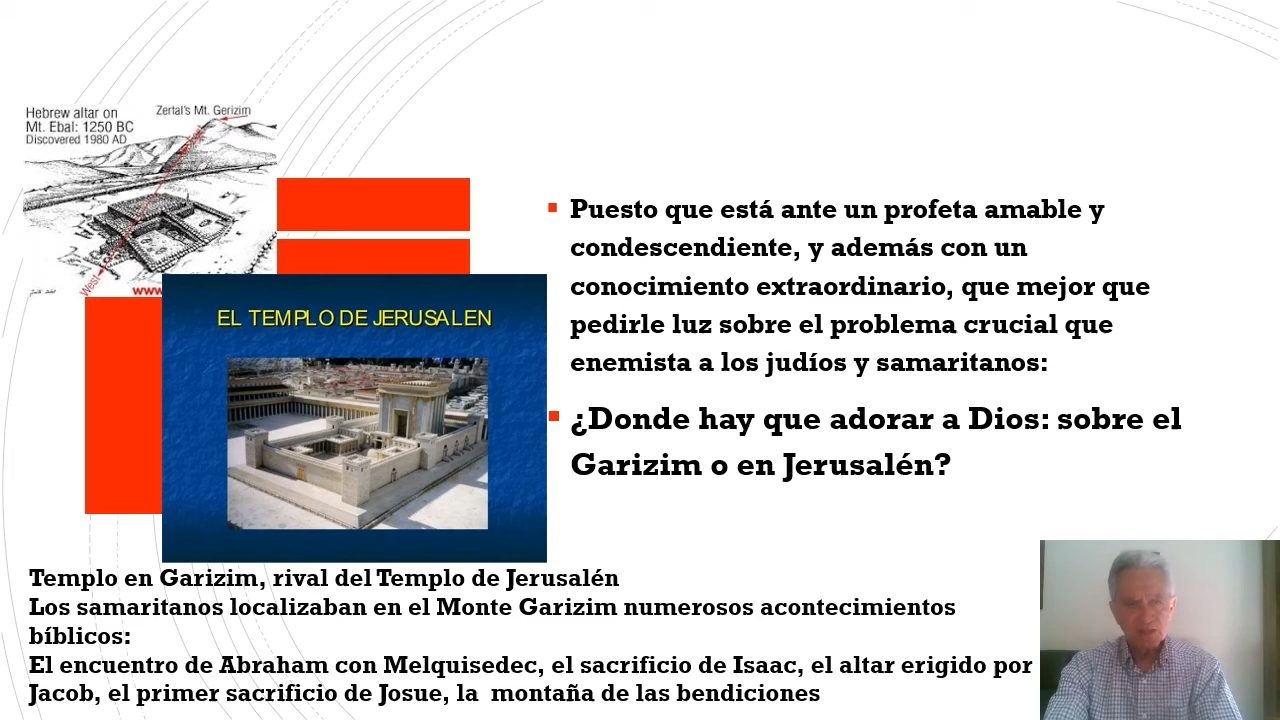 Hebrew altar on
Mt. Ebal: 1250 BC
Discovered 1980 AD
Zertal's Mt. Gerizim
West
www
EL TEMPLO DE JERUSALEN
Puesto que está ante un profeta amable y
condescendiente, y además con un
conocimiento extraordinario, que mejor que
pedirle luz sobre el problema crucial que
enemista a los judíos y samaritanos:
¿Donde hay que adorar a Dios: sobre el
Garizim o en Jerusalén?
Templo en Garizim, rival del Templo de Jerusalén
Los samaritanos localizaban en el Monte Garizim numerosos acontecimientos
bíblicos:
El encuentro de Abraham con Melquisedec, el sacrificio de Isaac, el altar erigido por
Jacob, el primer sacrificio de Josue, la  montaña de las bendiciones